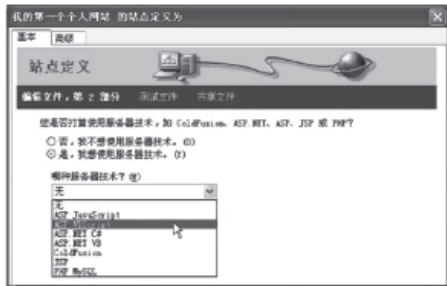 我的第一个个人网站 的站点定义为
基本 高级
站点定义
编辑文件，第 2 部分 测试文件 共享文件
您是否打算使用服务器技术，如 ColdFusion、ASP.NET、ASP、JSP 或 PHP?
否，我不想使用服务器技术。(O)
是，我想使用服务器技术。(Y)
哪种服务器技术? (W)
无
无
ASP JavaScript
ASP VBScript
ASP.NET C#
ASP.NET VB
ColdFusion
JSP
PHP MySQL